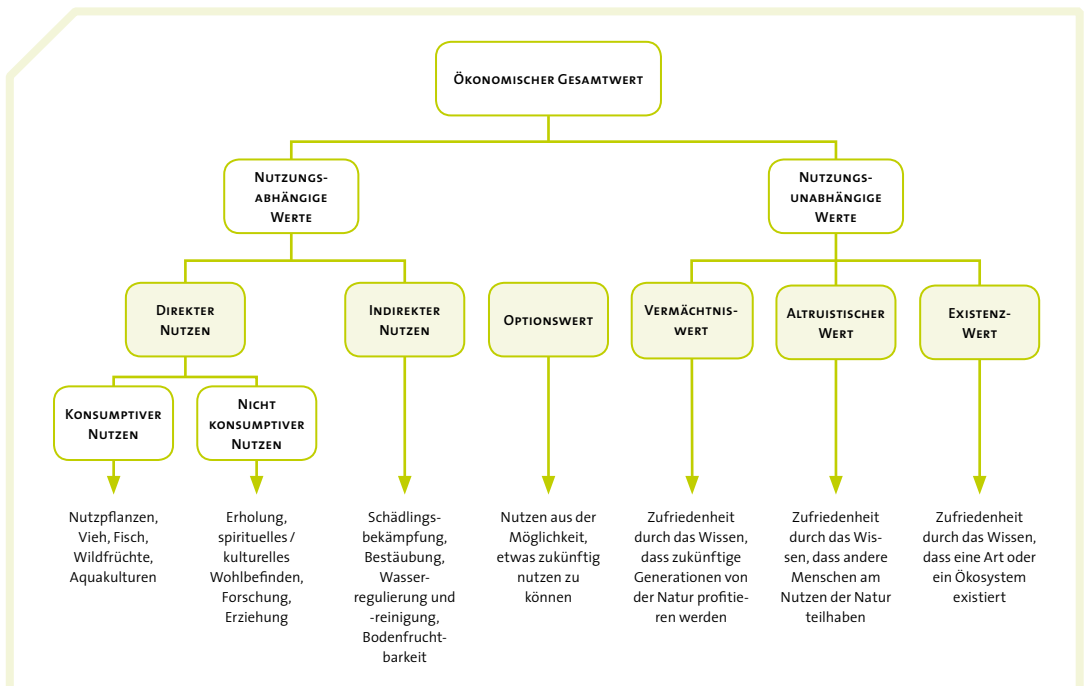 Ökonomischer Gesamtwert
Nutzungs-
abhängige
Werte
Nutzungs-
unabhängige
Werte
Direkter
Nutzen
Indirekter
Nutzen
Optionswert
Vermächtnis-
wert
Altruistischer
Wert
Existenz-
Wert
Konsumptiver
Nutzen
Nicht
konsumptiver
Nutzen
Nutzpflanzen,
Vieh, Fisch,
Wildfrüchte,
Aquakulturen
Erholung,
spirituelles /
kulturelles
Wohlbefinden,
Forschung,
Erziehung
Schädlings-
bekämpfung,
Bestäubung,
Wasser-
regulierung und
-reinigung,
Bodenfrucht-
barkeit
Nutzen aus der
Möglichkeit,
etwas zukünftig
nutzen zu
können
Zufriedenheit
durch das Wissen,
dass zukünftige
Generationen von
der Natur profitie-
ren werden
Zufriedenheit
durch das Wis-
sen, dass andere
Menschen am
Nutzen der Natur
teilhaben
Zufriedenheit
durch das Wissen,
dass eine Art oder
ein Ökosystem
existiert